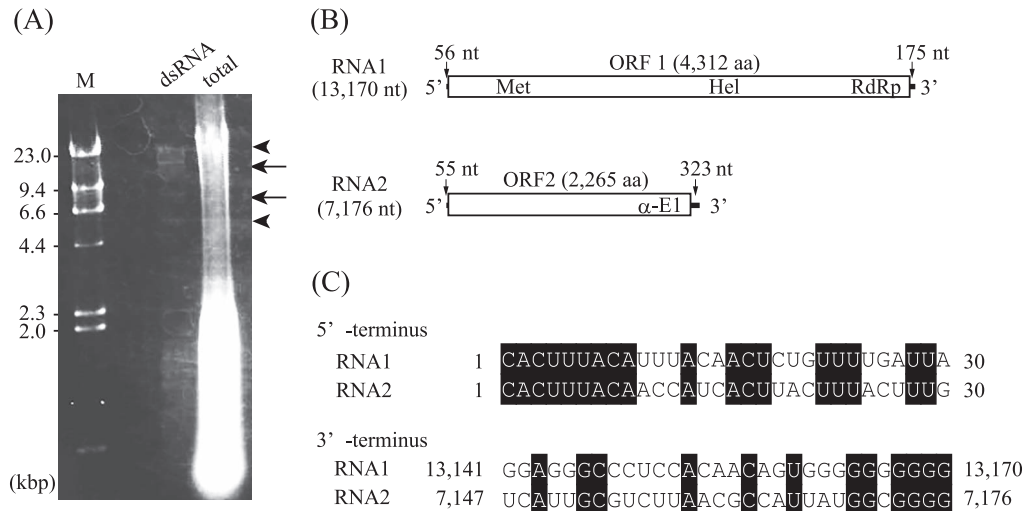 (A)
M dsRNA total
23.0
9.4
6.6
4.4
2.3
2.0
(kbp)
(B)
56 nt 175 nt
RNA1 ORF 1 (4,312 aa)
(13,170 nt) 5’ Met Hel RdRp 3’
55 nt 323 nt
RNA2 ORF2 (2,265 aa)
(7,176 nt) 5’ α-E1 3’
(C)
5’ -terminus
RNA1 1 CACUUUACAUUUACAACUCUGUUUUGAUUA 30
RNA2 1 CACUUUACAACCAUCACUUACUUUACUUUG 30
3’ -terminus
RNA1 13,141 GGAGGGCCCUCCACAACAGUGGGGGGGGGG 13,170
RNA2 7,147 UCAUUGCGUCUUAACGCCAUUAUGGCGGGG 7,176